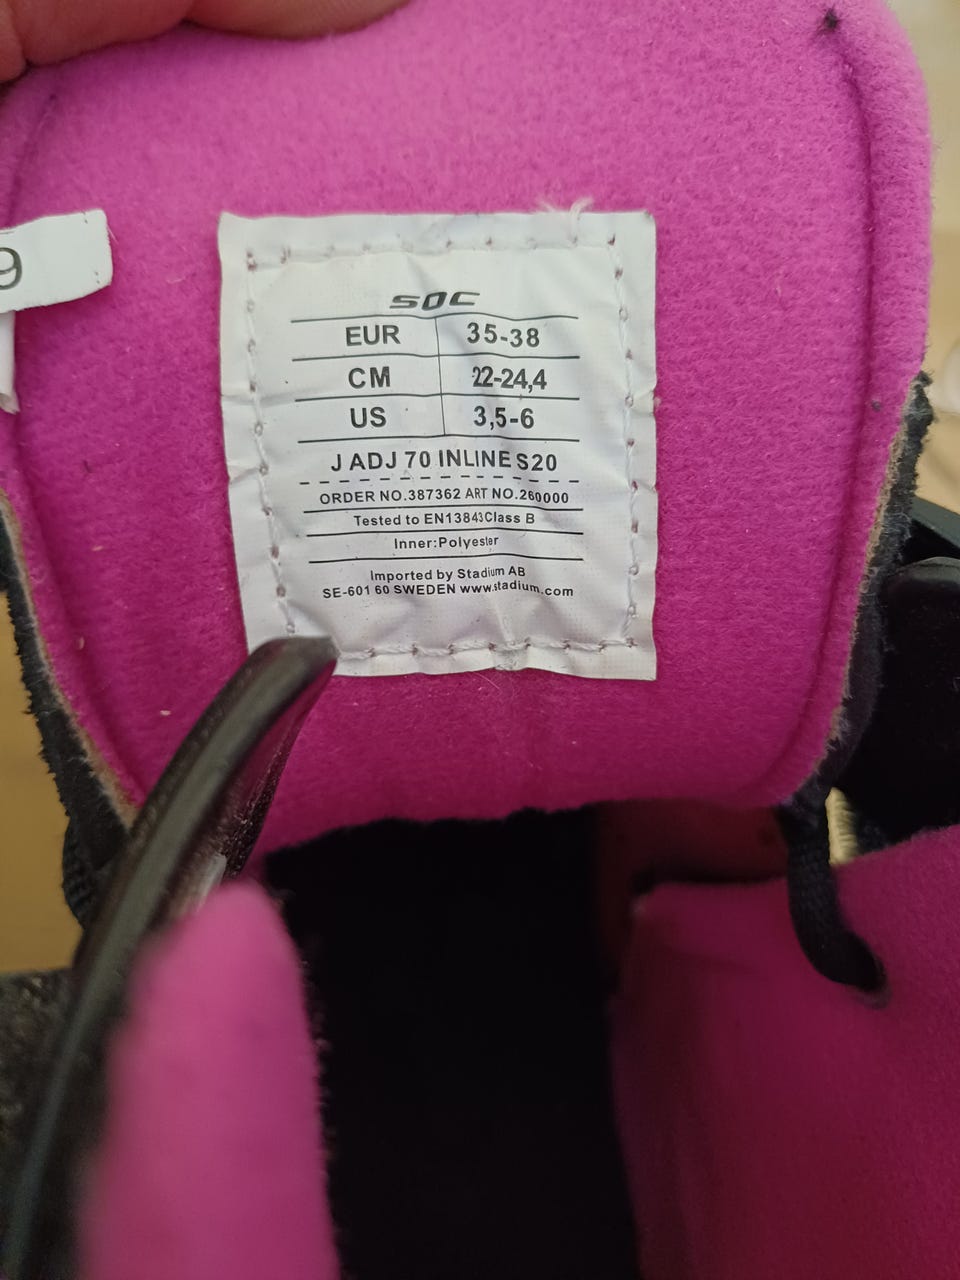 9
SOC
EUR 35-38
CM 22-24,4
US 3,5-6
J ADJ 70 INLINE S20
ORDER NO.387362 ART NO.260000
Tested to EN13843Class B
Inner:Polyester
Imported by Stadium AB
SE-601 60 SWEDEN www.stadium.com